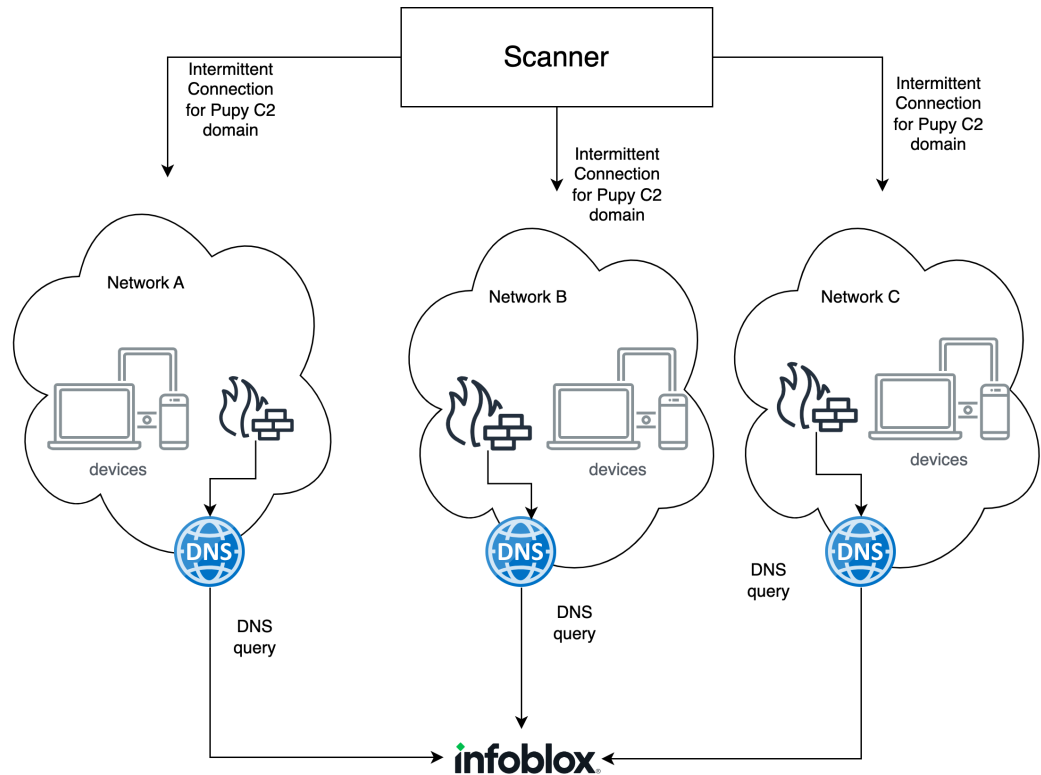 Scanner
Intermittent
Connection
for Pupy C2
domain
Intermittent
Connection
for Pupy C2
domain
Intermittent
Connection
for Pupy C2
domain
Network A
Network B
Network C
devices
devices
devices
DNS
DNS
DNS
DNS
query
DNS
query
DNS
query
infoblox